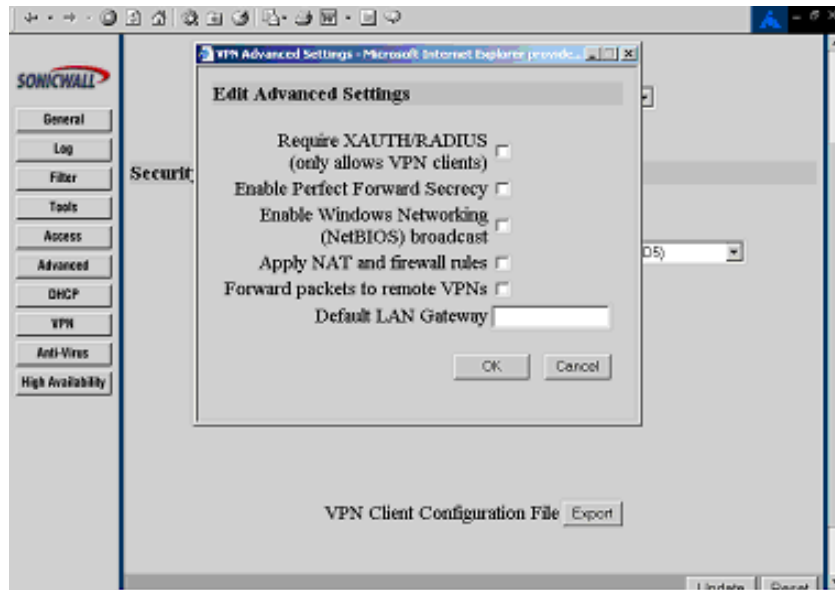 VPN Advanced Settings - Microsoft Internet Explorer provide...
SONICWALL
General
Log
Filter
Tools
Access
Advanced
DHCP
VPN
Anti-Virus
High Availability
Edit Advanced Settings
Require XAUTH/RADIUS
(only allows VPN clients)
Enable Perfect Forward Secrecy
Enable Windows Networking
(NetBIOS) broadcast
Apply NAT and firewall rules
Forward packets to remote VPNs
Default LAN Gateway
OK Cancel
Securit
D5)
VPN Client Configuration File Export
Update Reset